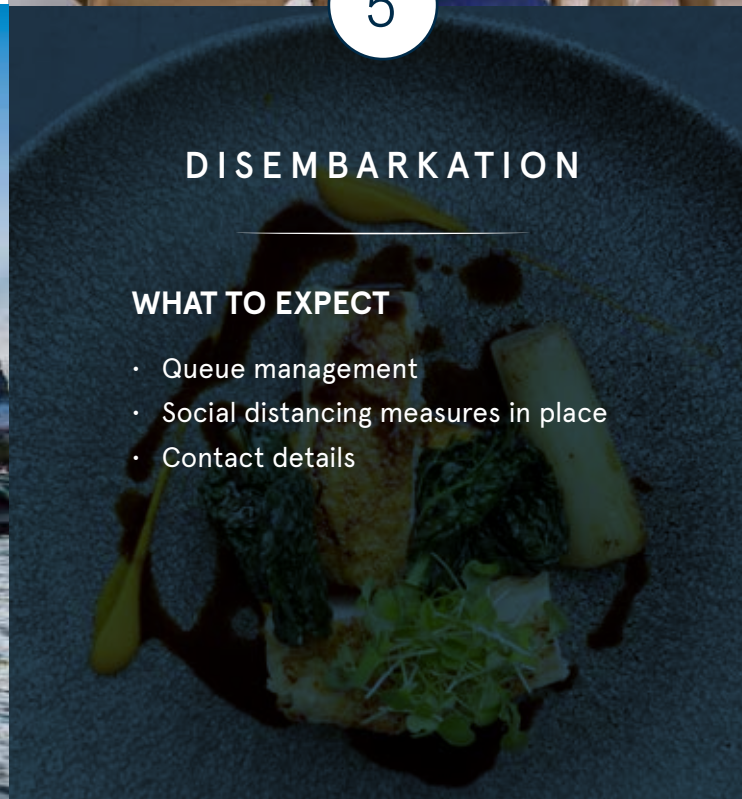 5
DISEMBARKATION
WHAT TO EXPECT
· Queue management
· Social distancing measures in place
· Contact details